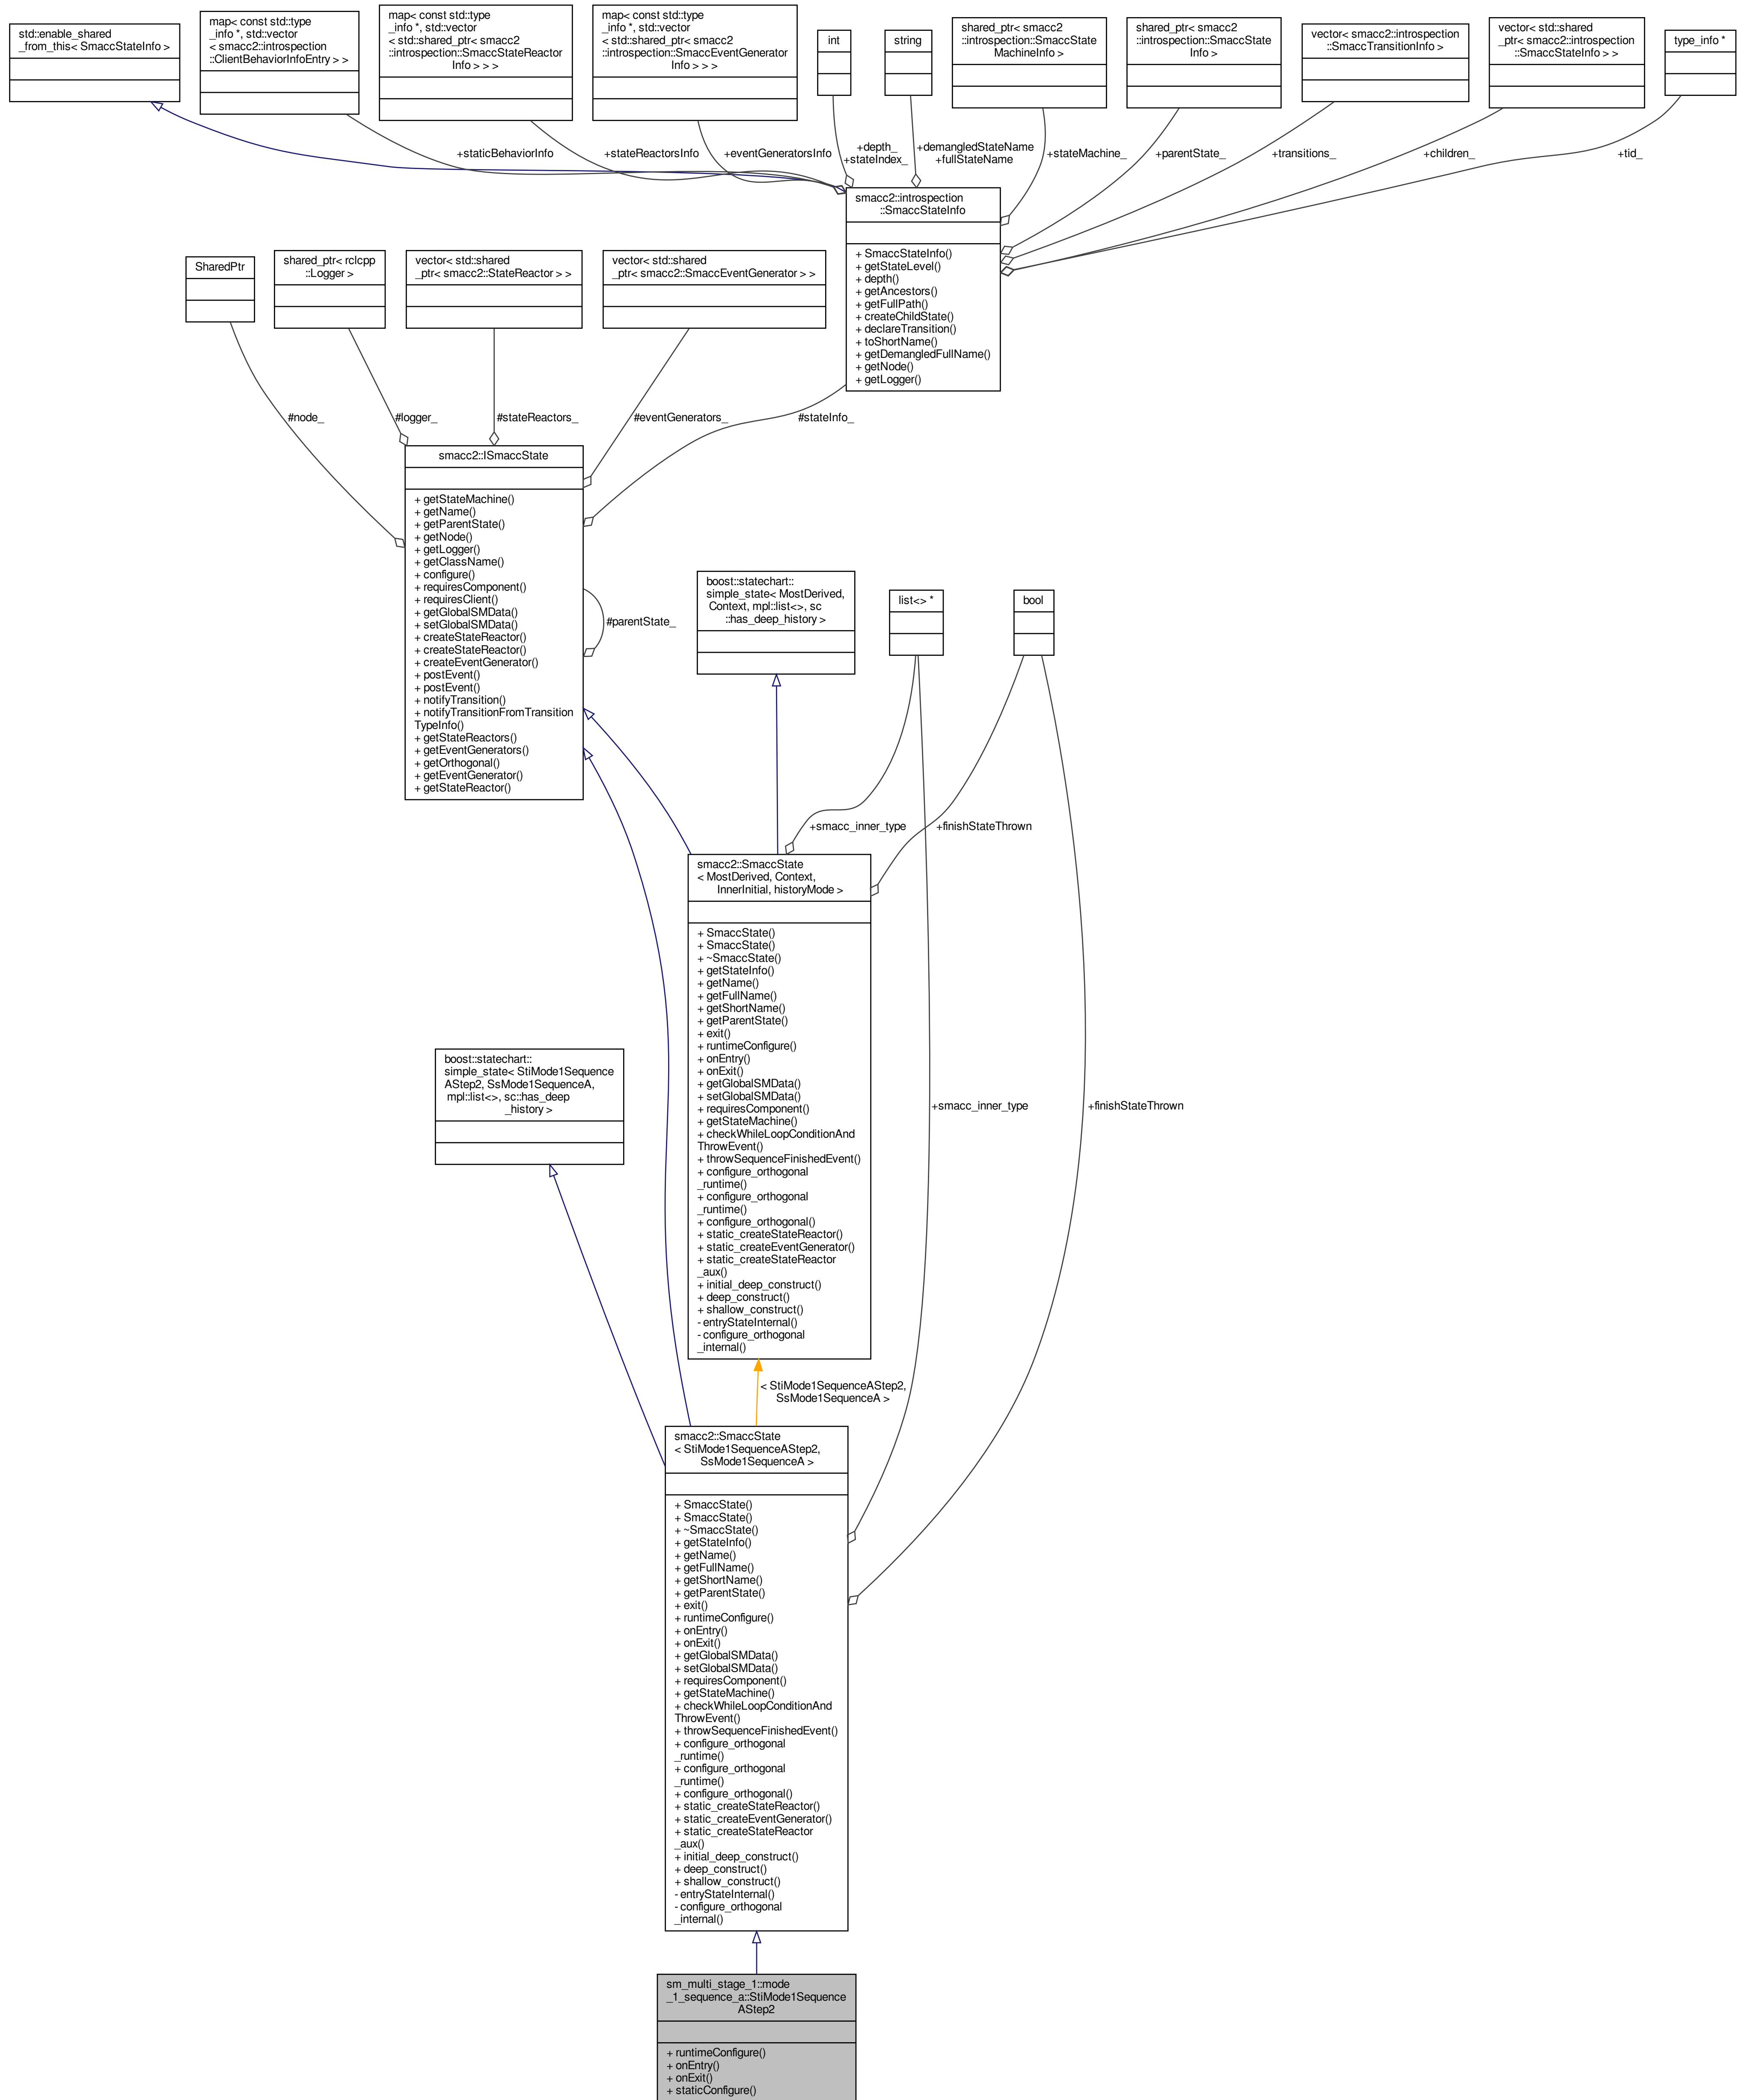 std::enable_shared
_from_this< SmaccStateInfo >
map< const std::type
_info *, std::vector
< smacc2::introspection
::ClientBehaviorInfoEntry > >
map< const std::type
_info *, std::vector
< std::shared_ptr< smacc2
::introspection::SmaccStateReactor
Info > > >
map< const std::type
_info *, std::vector
< std::shared_ptr< smacc2
::introspection::SmaccEventGenerator
Info > > >
int
string
shared_ptr< smacc2
::introspection::SmaccState
MachineInfo >
shared_ptr< smacc2
::introspection::SmaccState
Info >
vector< smacc2::introspection
::SmaccTransitionInfo >
vector< std::shared
_ptr< smacc2::introspection
::SmaccStateInfo > >
type_info *
+staticBehaviorInfo
+stateReactorsInfo
+eventGeneratorsInfo
+depth_
+stateIndex_
+demangledStateName
+fullStateName
+stateMachine_
+parentState_
+transitions_
+children_
+tid_
smacc2::introspection
::SmaccStateInfo
+ SmaccStateInfo()
+ getStateLevel()
+ depth()
+ getAncestors()
+ getFullPath()
+ createChildState()
+ declareTransition()
+ toShortName()
+ getDemangledFullName()
+ getNode()
+ getLogger()
SharedPtr
shared_ptr< rclcpp
::Logger >
vector< std::shared
_ptr< smacc2::StateReactor > >
vector< std::shared
_ptr< smacc2::SmaccEventGenerator > >
#node_
#logger_
#stateReactors_
#eventGenerators_
#stateInfo_
smacc2::ISmaccState
+ getStateMachine()
+ getName()
+ getParentState()
+ getNode()
+ getLogger()
+ getClassName()
+ configure()
+ requiresComponent()
+ requiresClient()
+ getGlobalSMData()
+ setGlobalSMData()
+ createStateReactor()
+ createStateReactor()
+ createEventGenerator()
+ postEvent()
+ postEvent()
+ notifyTransition()
+ notifyTransitionFromTransition
TypeInfo()
+ getStateReactors()
+ getEventGenerators()
+ getOrthogonal()
+ getEventGenerator()
+ getStateReactor()
#parentState_
boost::statechart::
simple_state< MostDerived,
Context, mpl::list<>, sc
::has_deep_history >
list<> *
bool
+smacc_inner_type
+finishStateThrown
smacc2::SmaccState
< MostDerived, Context,
InnerInitial, historyMode >
+ SmaccState()
+ SmaccState()
+ ~SmaccState()
+ getStateInfo()
+ getName()
+ getFullName()
+ getShortName()
+ getParentState()
+ exit()
+ runtimeConfigure()
+ onEntry()
+ onExit()
+ getGlobalSMData()
+ setGlobalSMData()
+ requiresComponent()
+ getStateMachine()
+ checkWhileLoopConditionAnd
ThrowEvent()
+ throwSequenceFinishedEvent()
+ configure_orthogonal
_runtime()
+ configure_orthogonal
_runtime()
+ configure_orthogonal()
+ static_createStateReactor()
+ static_createEventGenerator()
+ static_createStateReactor
_aux()
+ initial_deep_construct()
+ deep_construct()
+ shallow_construct()
- entryStateInternal()
- configure_orthogonal
_internal()
boost::statechart::
simple_state< StiMode1Sequence
AStep2, SsMode1SequenceA,
mpl::list<>, sc::has_deep
_history >
+smacc_inner_type
+finishStateThrown
< StiMode1SequenceAStep2,
SsMode1SequenceA >
smacc2::SmaccState
< StiMode1SequenceAStep2,
SsMode1SequenceA >
+ SmaccState()
+ SmaccState()
+ ~SmaccState()
+ getStateInfo()
+ getName()
+ getFullName()
+ getShortName()
+ getParentState()
+ exit()
+ runtimeConfigure()
+ onEntry()
+ onExit()
+ getGlobalSMData()
+ setGlobalSMData()
+ requiresComponent()
+ getStateMachine()
+ checkWhileLoopConditionAnd
ThrowEvent()
+ throwSequenceFinishedEvent()
+ configure_orthogonal
_runtime()
+ configure_orthogonal
_runtime()
+ configure_orthogonal()
+ static_createStateReactor()
+ static_createEventGenerator()
+ static_createStateReactor
_aux()
+ initial_deep_construct()
+ deep_construct()
+ shallow_construct()
- entryStateInternal()
- configure_orthogonal
_internal()
sm_multi_stage_1::mode
_1_sequence_a::StiMode1Sequence
AStep2
+ runtimeConfigure()
+ onEntry()
+ onExit()
+ staticConfigure()